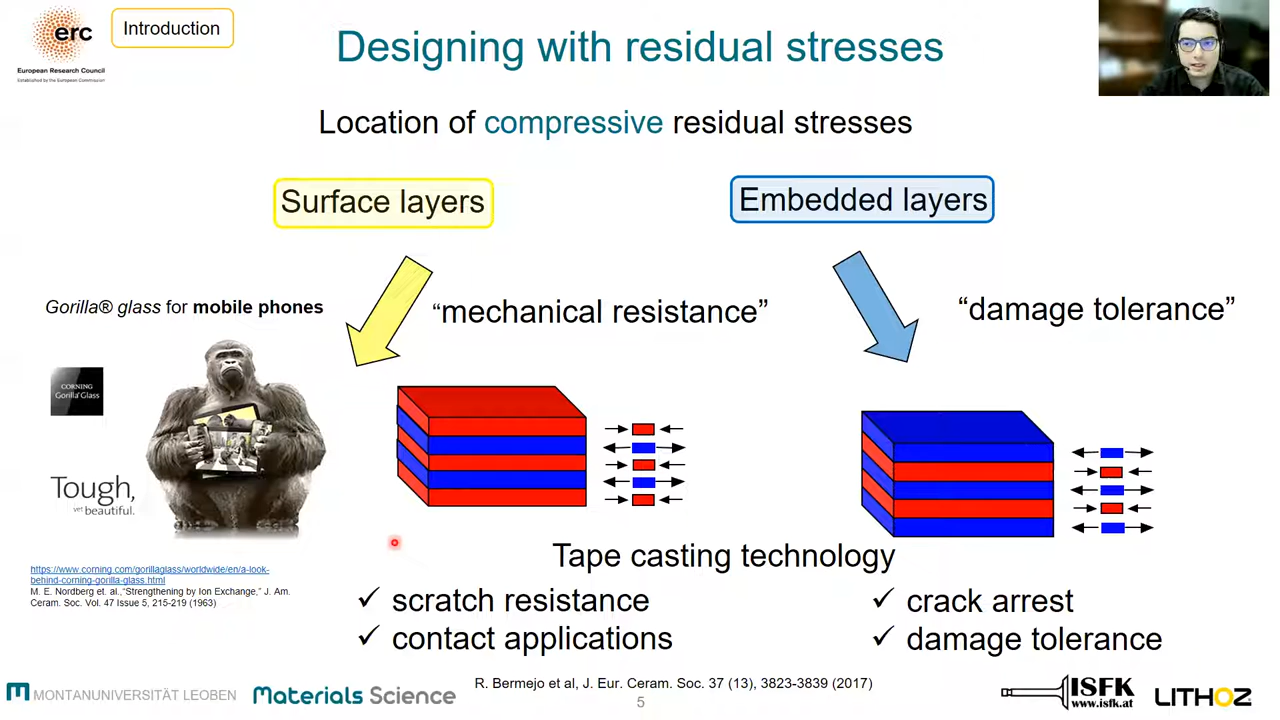 erc
European Research Council
Established by the European Commission
Introduction
Designing with residual stresses
Location of compressive residual stresses
Surface layers
Embedded layers
Gorilla® glass for mobile phones
“mechanical resistance”
“damage tolerance”
CORNING
Gorilla® Glass
Tough,
yet beautiful.
Tape casting technology
https://www.corning.com/gorillaglass/worldwide/en/a-look-
behind-corning-gorilla-glass.html
M. E. Nordberg et. al.,“Strengthening by Ion Exchange,” J. Am.
Ceram. Soc. Vol. 47 Issue 5, 215-219 (1963)
✓ scratch resistance
✓ contact applications
✓ crack arrest
✓ damage tolerance
MONTANUNIVERSITÄT LEOBEN
Materials Science
R. Bermejo et al, J. Eur. Ceram. Soc. 37 (13), 3823-3839 (2017)
5
ISFK
www.isfk.at
LITHOZ